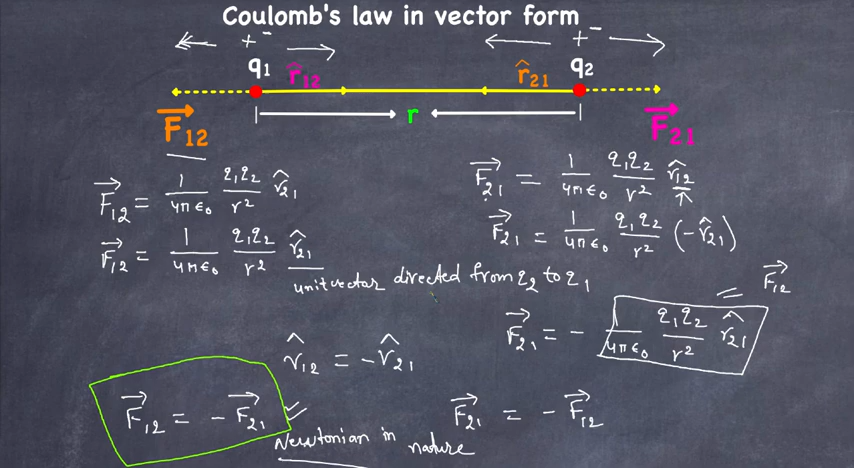 Coulomb's law in vector form
+ - + -
q₁ r̂₁₂ r̂₂₁ q₂
F⃗₁₂ r F⃗₂₁
F⃗₁₂ = 1/4πε₀ q₁q₂/r² r̂₂₁
F⃗₂₁ = 1/4πε₀ q₁q₂/r² r̂₁₂
F⃗₁₂ = 1/4πε₀ q₁q₂/r² r̂₂₁
F⃗₂₁ = 1/4πε₀ q₁q₂/r² (-r̂₂₁)
unit vector directed from q₂ to q₁
= F⃗₁₂
F⃗₂₁ = - 1/4πε₀ q₁q₂/r² r̂₂₁
r̂₁₂ = -r̂₂₁
F⃗₁₂ = - F⃗₂₁
F⃗₂₁ = - F⃗₁₂
Newtonian in nature